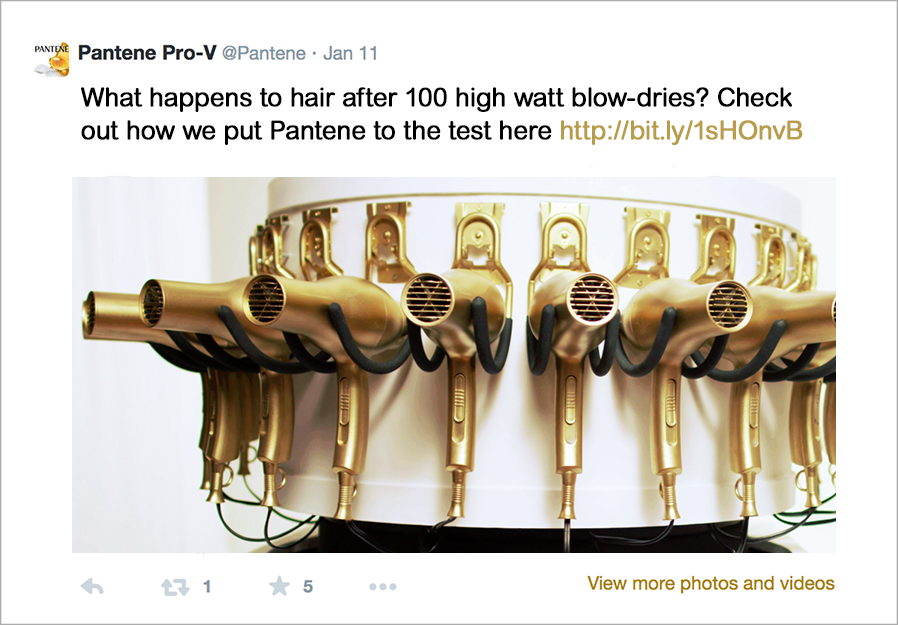 PANTENE
Pantene Pro-V @Pantene · Jan 11
What happens to hair after 100 high watt blow-dries? Check
out how we put Pantene to the test here http://bit.ly/1sHOnvB
1 5
View more photos and videos